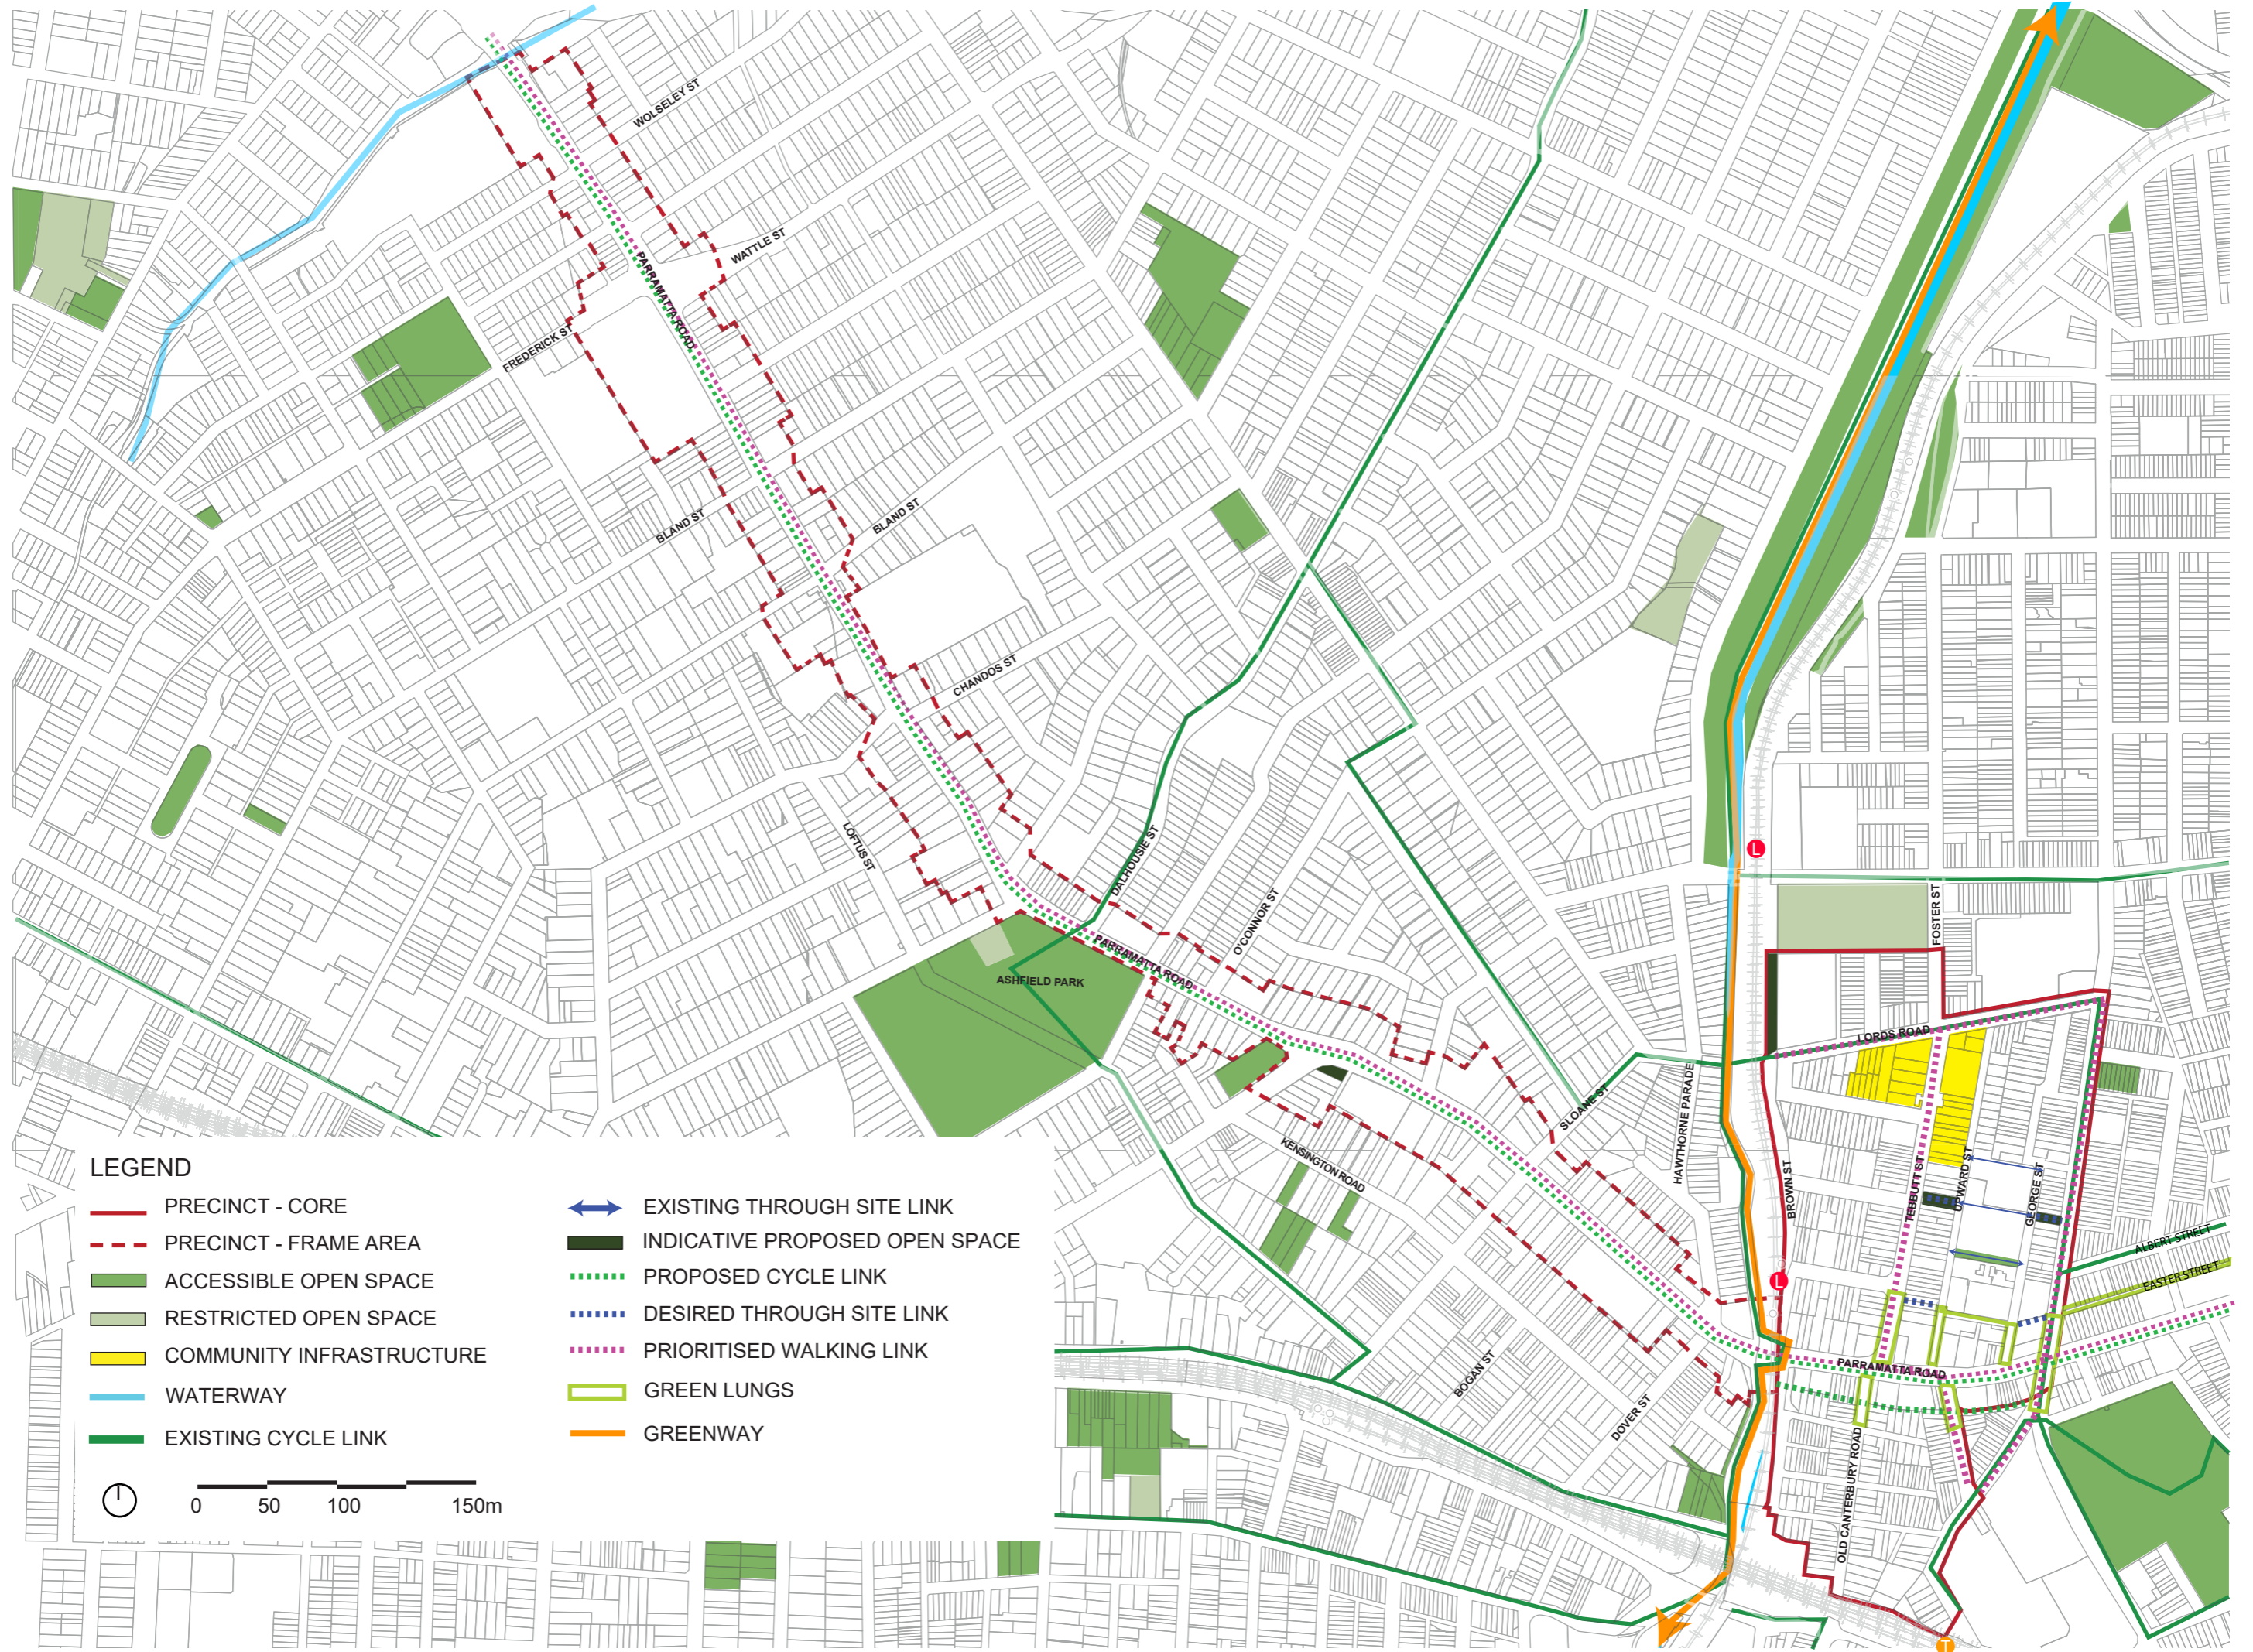 WOLSELEY ST
WATTLE ST
PARRAMATTA ROAD
FREDERICK ST
BLAND ST
BLAND ST
CHANDOS ST
LOFTUS ST
DALHOUSIE ST
O'CONNOR ST
PARRAMATTA ROAD
ASHFIELD PARK
L
FOSTER ST
LORDS ROAD
SLOANE ST
HAWTHORNE PARADE
KENSINGTON ROAD
BROWN ST
TEBBUTT ST
UPWARD ST
GEORGE ST
ALBERT STREET
EASTER STREET
L
PARRAMATTA ROAD
BOGAN ST
DOVER ST
OLD CANTERBURY ROAD
T
LEGEND
PRECINCT - CORE
PRECINCT - FRAME AREA
ACCESSIBLE OPEN SPACE
RESTRICTED OPEN SPACE
COMMUNITY INFRASTRUCTURE
WATERWAY
EXISTING CYCLE LINK
EXISTING THROUGH SITE LINK
INDICATIVE PROPOSED OPEN SPACE
PROPOSED CYCLE LINK
DESIRED THROUGH SITE LINK
PRIORITISED WALKING LINK
GREEN LUNGS
GREENWAY
0 50 100 150m